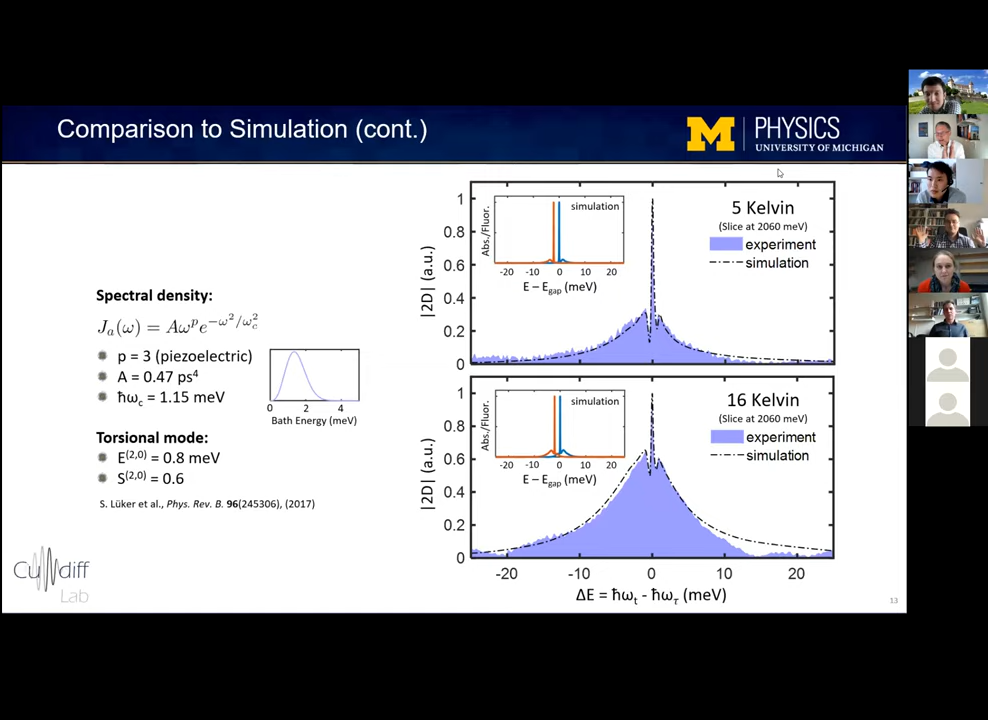 Comparison to Simulation (cont.)
M PHYSICS
UNIVERSITY OF MICHIGAN
Spectral density:
Jₐ(ω) = Aωᵖe^(-ω²/ω_c²)
p = 3 (piezoelectric)
A = 0.47 ps⁴
ħω_c = 1.15 meV
0 2 4
Bath Energy (meV)
Torsional mode:
E⁽²,⁰⁾ = 0.8 meV
S⁽²,⁰⁾ = 0.6
S. Lüker et al., Phys. Rev. B. 96(245306), (2017)
Cundiff
Lab
|2D| (a.u.)
1
0.8
0.6
0.4
0.2
0
Abs./Fluor.
simulation
-20 -10 0 10 20
E – E_gap (meV)
5 Kelvin
(Slice at 2060 meV)
experiment
simulation
|2D| (a.u.)
1
0.8
0.6
0.4
0.2
0
Abs./Fluor.
simulation
-20 -10 0 10 20
E – E_gap (meV)
16 Kelvin
(Slice at 2060 meV)
experiment
simulation
-20 -10 0 10 20
ΔE = ħω_t - ħω_τ (meV)
13